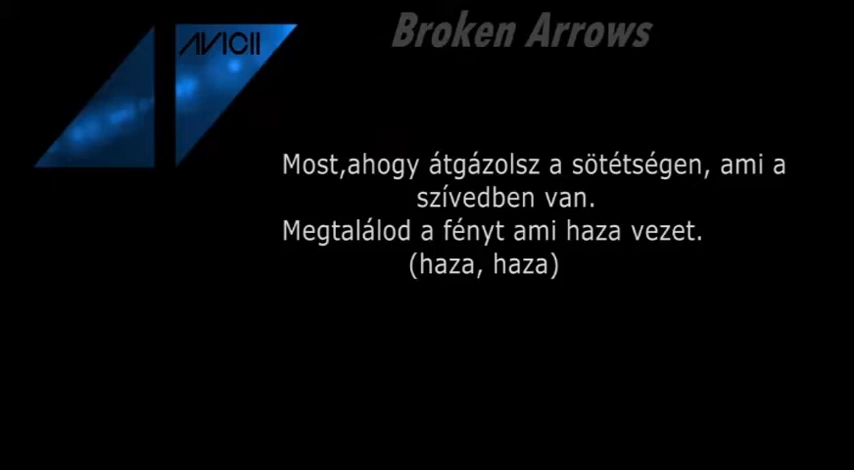 AVICII
Broken Arrows
Most,ahogy átgázolsz a sötétségen, ami a
szívedben van.
Megtalálod a fényt ami haza vezet.
(haza, haza)